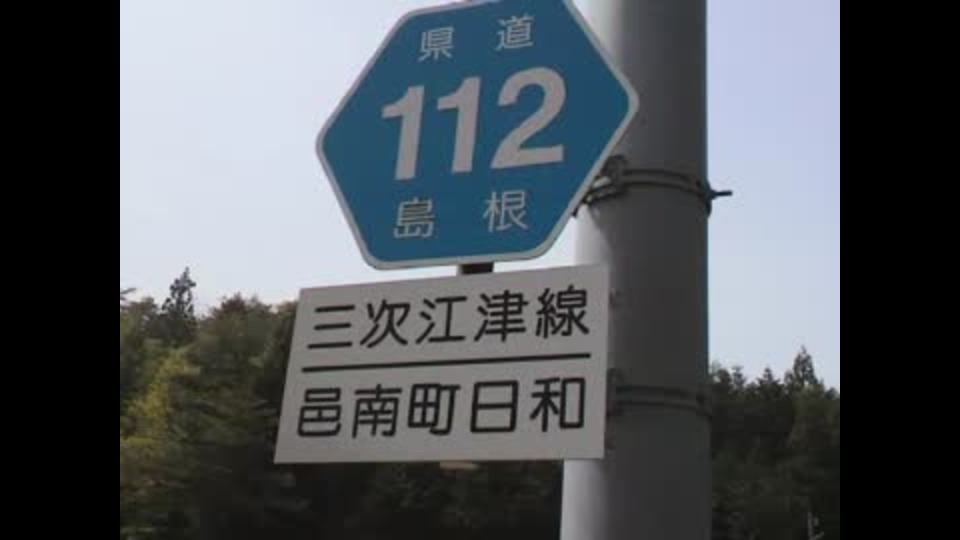 県道
112
島根
三次江津線
邑南町日和